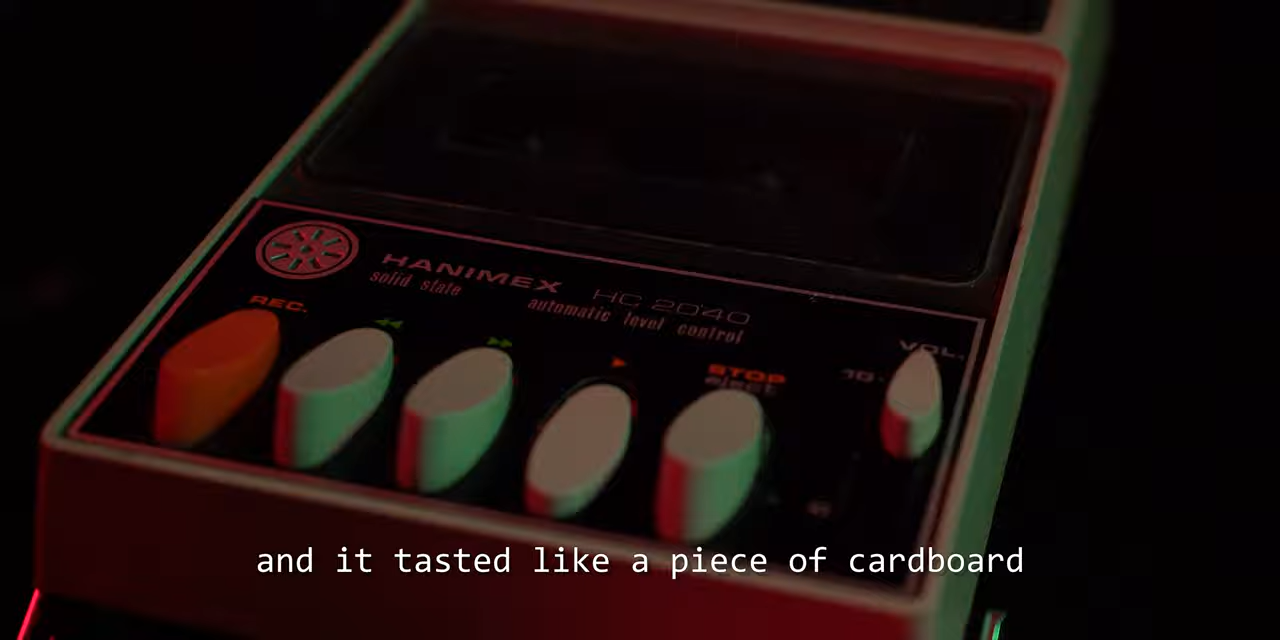 HANIMEX HC 2040
solid state automatic level control
REC.
STOP
eject
VOL.
10
and it tasted like a piece of cardboard